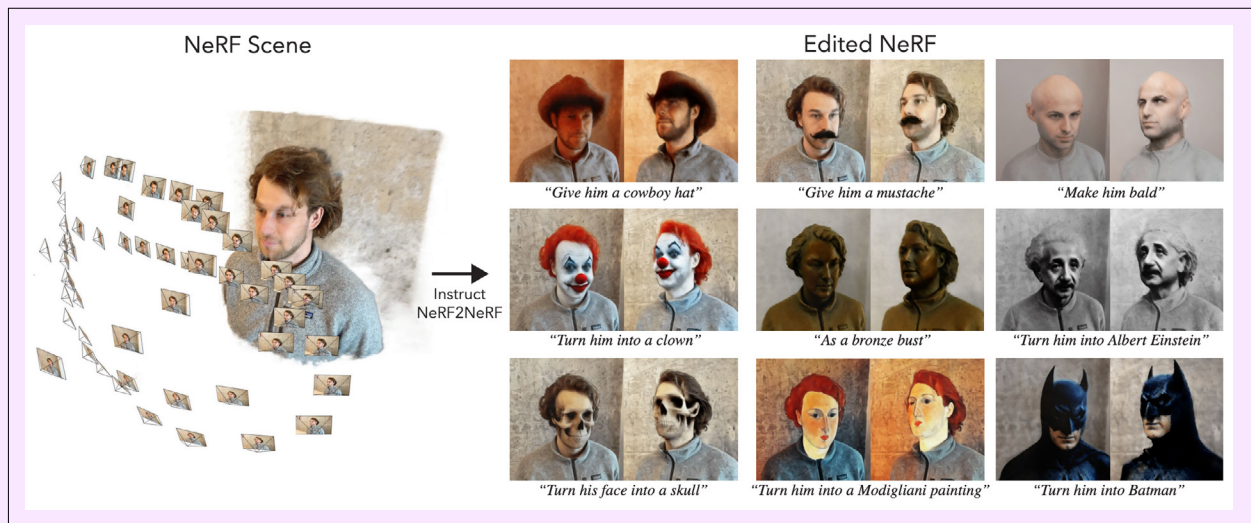 NeRF Scene
Edited NeRF
Instruct
NeRF2NeRF
“Give him a cowboy hat”
“Give him a mustache”
“Make him bald”
“Turn him into a clown”
“As a bronze bust”
“Turn him into Albert Einstein”
“Turn his face into a skull”
“Turn him into a Modigliani painting”
“Turn him into Batman”